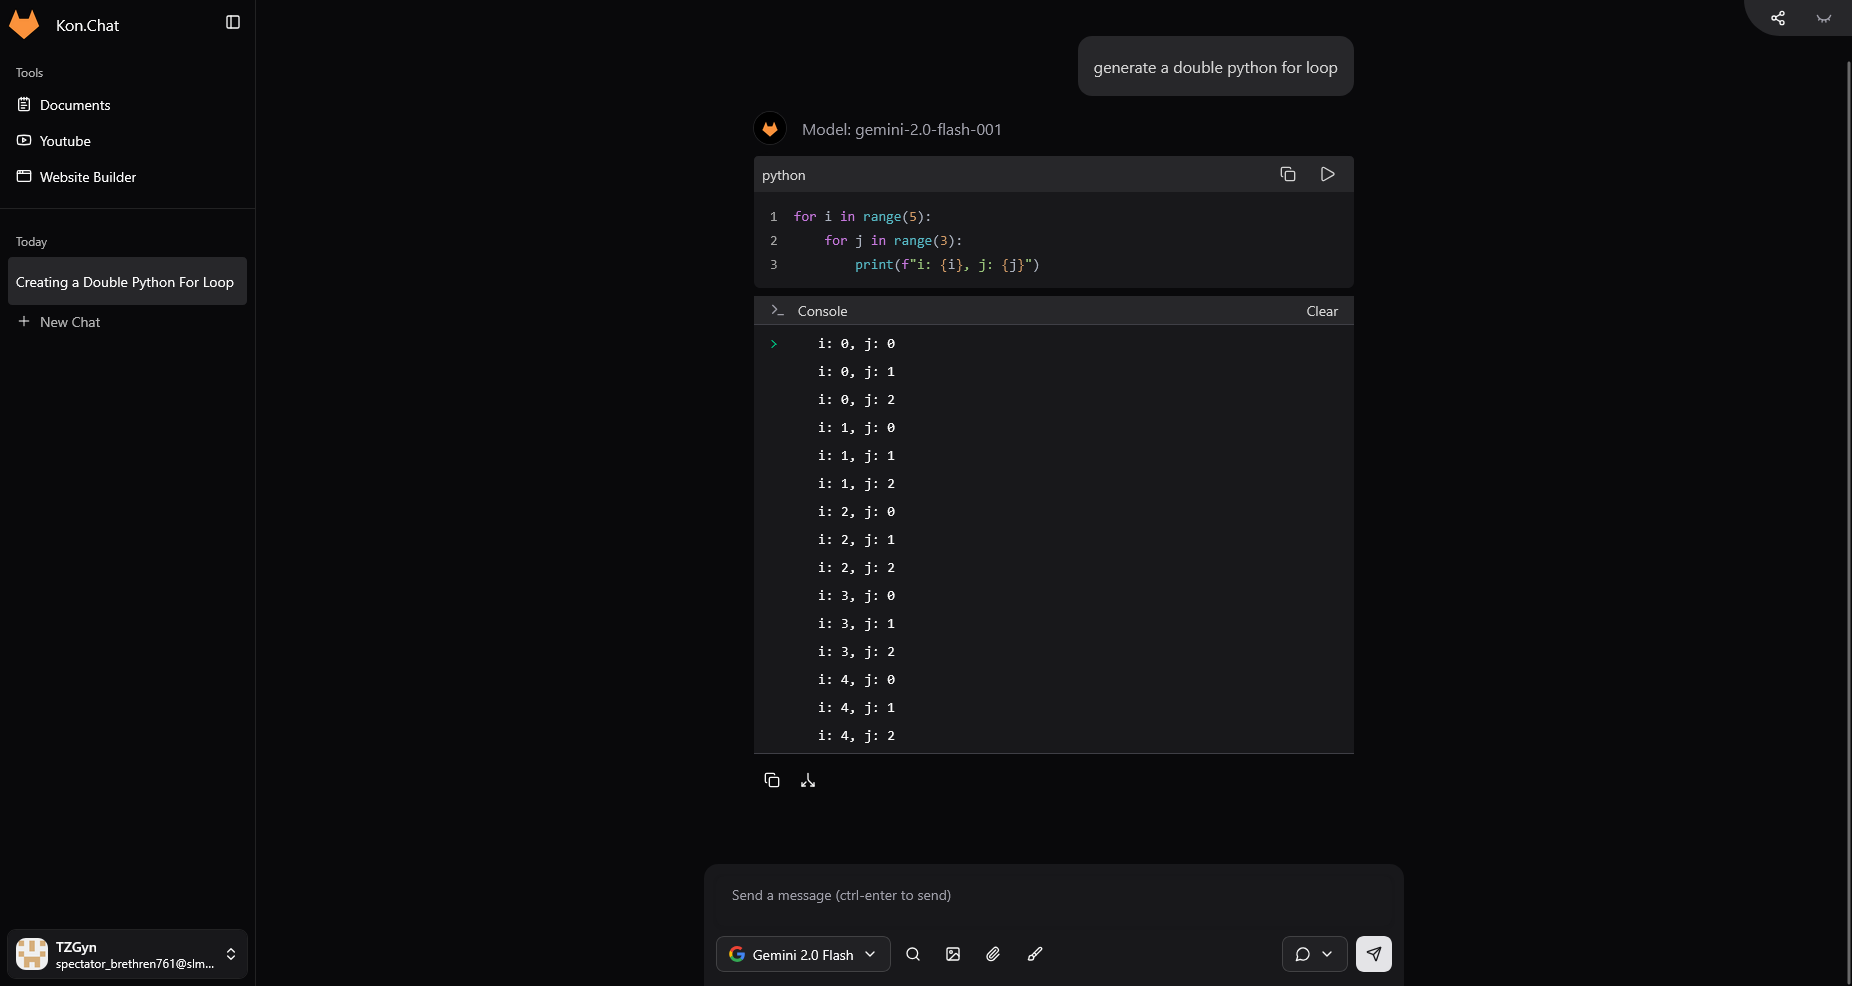 Kon.Chat
Tools
Documents
Youtube
Website Builder
Today
Creating a Double Python For Loop
New Chat
TZGyn
spectator_brethren761@slm...
generate a double python for loop
Model: gemini-2.0-flash-001
python
1 for i in range(5):
2     for j in range(3):
3         print(f"i: {i}, j: {j}")
>_ Console
Clear
> i: 0, j: 0
i: 0, j: 1
i: 0, j: 2
i: 1, j: 0
i: 1, j: 1
i: 1, j: 2
i: 2, j: 0
i: 2, j: 1
i: 2, j: 2
i: 3, j: 0
i: 3, j: 1
i: 3, j: 2
i: 4, j: 0
i: 4, j: 1
i: 4, j: 2
Send a message (ctrl-enter to send)
Gemini 2.0 Flash